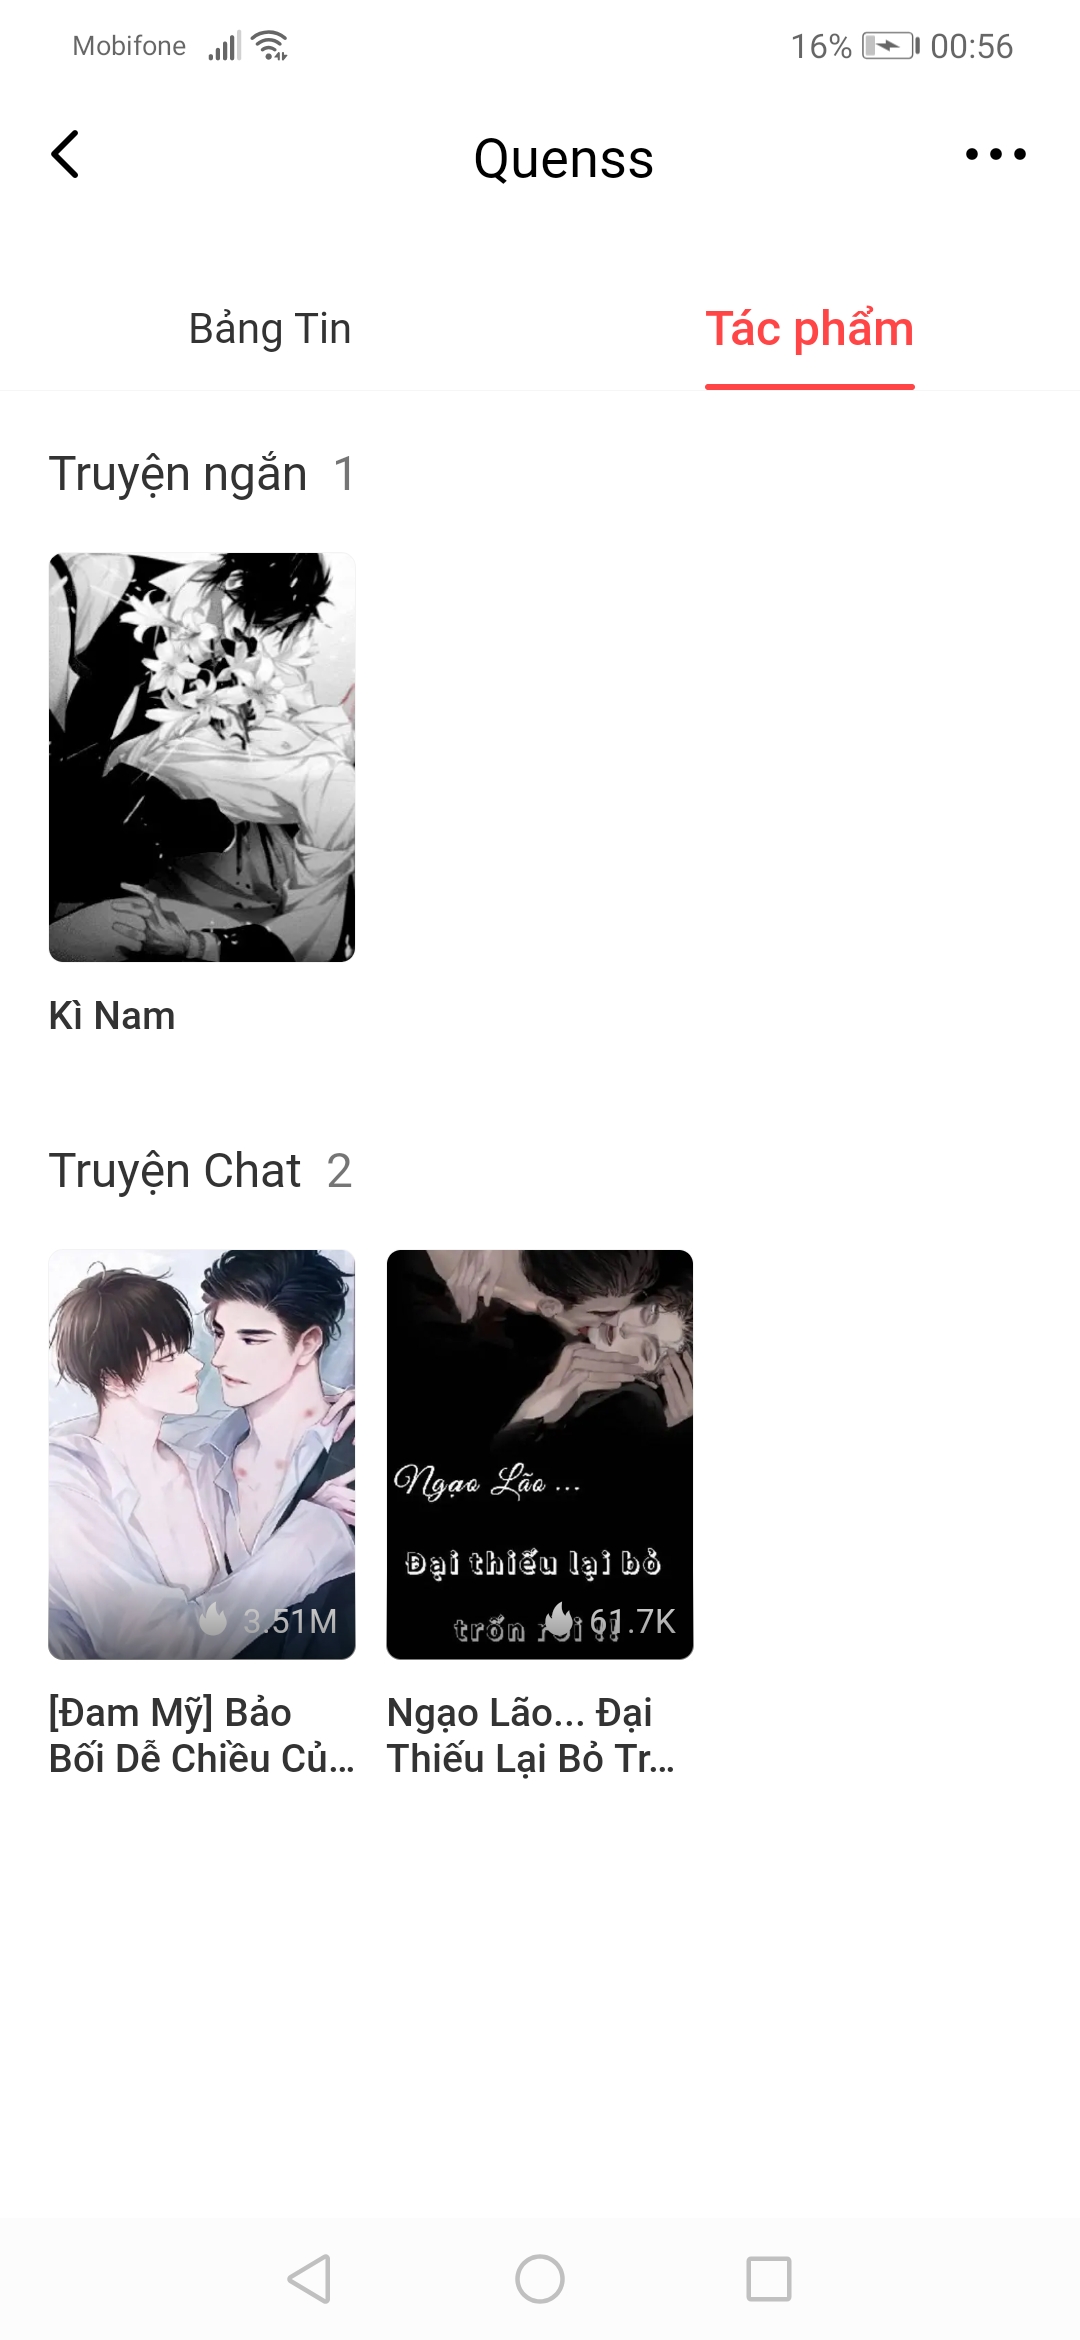 Mobifone 16% 00:56
Quenss
Bảng Tin Tác phẩm
Truyện ngắn 1
Kì Nam
Truyện Chat 2
3.51M
Ngạo Lão ...
Đại thiếu lại bỏ
trốn rồi !!
61.7K
[Đam Mỹ] Bảo
Bối Dễ Chiều Củ...
Ngạo Lão... Đại
Thiếu Lại Bỏ Tr...